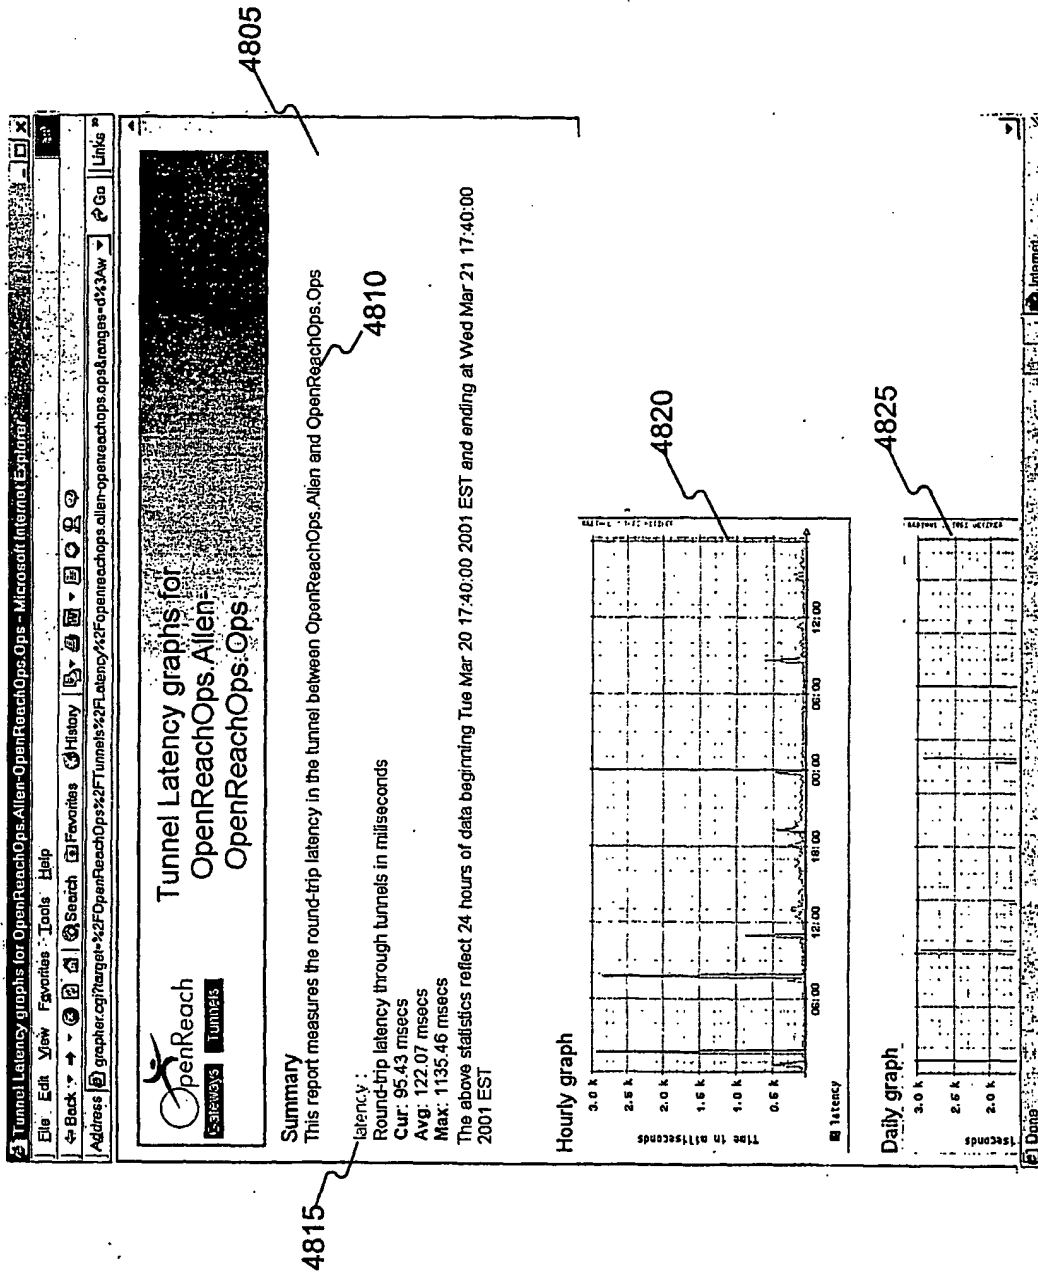 Tunnel Latency graphs for OpenReachOps.Allen-OpenReachOps.Ops - Microsoft Internet Explorer
File Edit View Favorites Tools Help
Back Search Favorites History
Address grapher.cgi?target=%2FOpenReachOps%2FTunnels%2FLatency%2Fopenreachops.allen-openreachops.ops&ranges=d%3Aw Go Links »
4805
OpenReach
Gateways Tunnels
Tunnel Latency graphs for
OpenReachOps.Allen-
OpenReachOps.Ops
Summary
This report measures the round-trip latency in the tunnel between OpenReachOps.Allen and OpenReachOps.Ops
4810
4815
latency :
Round-trip latency through tunnels in miliseconds
Cur: 95.43 msecs
Avg: 122.07 msecs
Max: 1135.46 msecs
The above statistics reflect 24 hours of data beginning Tue Mar 20 17:40:00 2001 EST and ending at Wed Mar 21 17:40:00
2001 EST
Hourly graph
4820
Time in miliseconds
3.0 k
2.5 k
2.0 k
1.5 k
1.0 k
0.5 k
06:00 12:00 18:00 00:00 06:00 12:00
latency
Daily graph
4825
3.0 k
2.5 k
2.0 k
iseconds
Done Internet